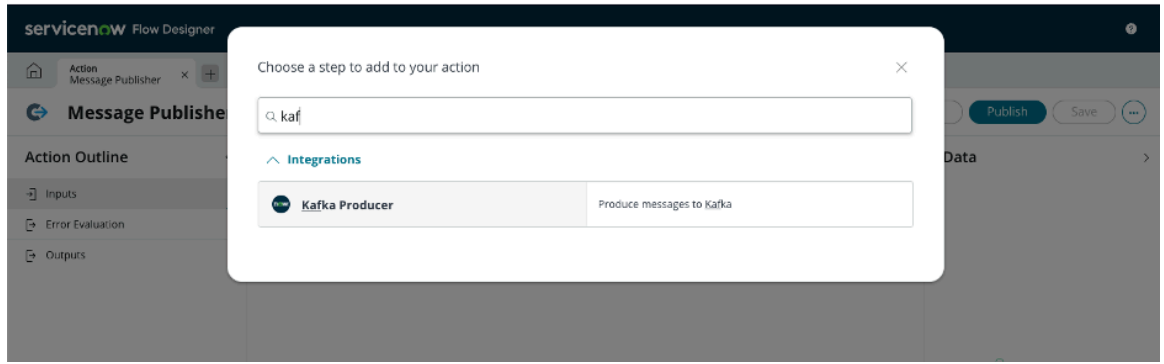 servicenow Flow Designer
Action
Message Publisher
Message Publishe
Publish
Save
Action Outline
Inputs
Error Evaluation
Outputs
Choose a step to add to your action
kaf
Integrations
Kafka Producer
Produce messages to Kafka
Data